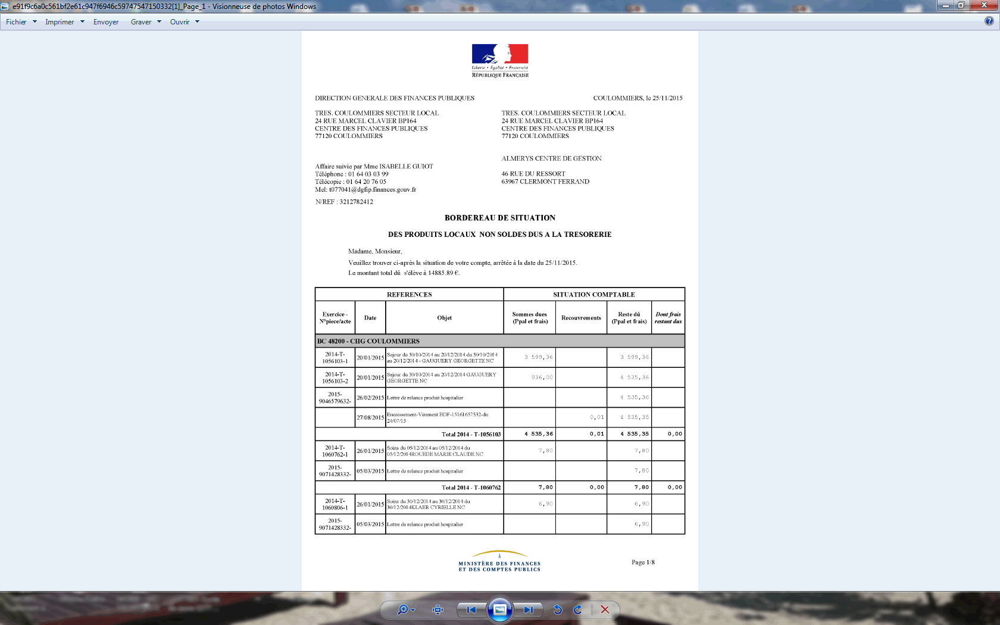 e91f9c6a0c561bf2e61c947f6946c59747547150332[1]_Page_1 - Visionneuse de photos Windows
Fichier Imprimer Envoyer Graver Ouvrir
Liberté • Égalité • Fraternité
RÉPUBLIQUE FRANÇAISE
DIRECTION GENERALE DES FINANCES PUBLIQUES
COULOMMIERS, le 25/11/2015
TRES. COULOMMIERS SECTEUR LOCAL
24 RUE MARCEL CLAVIER BP164
CENTRE DES FINANCES PUBLIQUES
77120 COULOMMIERS
TRES. COULOMMIERS SECTEUR LOCAL
24 RUE MARCEL CLAVIER BP164
CENTRE DES FINANCES PUBLIQUES
77120 COULOMMIERS
ALMERYS CENTRE DE GESTION
46 RUE DU RESSORT
63967 CLERMONT FERRAND
Affaire suivie par Mme ISABELLE GUIOT
Téléphone : 01 64 03 03 99
Télécopie : 01 64 20 76 05
Mel: t077041@dgfip.finances.gouv.fr
N/REF : 3212782412
BORDEREAU DE SITUATION
DES PRODUITS LOCAUX NON SOLDES DUS A LA TRESORERIE
Madame, Monsieur,
Veuillez trouver ci-après la situation de votre compte, arrêtée à la date du 25/11/2015.
Le montant total dû s'élève à 14885.89 €.
REFERENCES
SITUATION COMPTABLE
Exercice -
N°piece/acte
Date
Objet
Sommes dues
(Ppal et frais)
Recouvrements
Reste dû
(Ppal et frais)
Dont frais
restant dus
BC 48200 - CHG COULOMMIERS
2014-T-
1056103-1
20/01/2015
Sejour du 30/10/2014 au 20/12/2014 du 30/10/2014
au 20/12/2014 - GAUGUERY GEORGETTE NC
3 599,36
3 599,36
2014-T-
1056103-2
20/01/2015
Sejour du 30/10/2014 au 20/12/2014 GAUGUERY
GEORGETTE NC
936,00
4 535,36
2015-
9046579632-
26/02/2015
Lettre de relance produit hospitalier
4 535,36
27/08/2015
Encaissement-Virement BDF-15161657532-du
24/07/15
0,01
4 535,35
Total 2014 - T-1056103
4 535,36
0,01
4 535,35
0,00
2014-T-
1060762-1
26/01/2015
Soins du 05/12/2014 au 05/12/2014 du
05/12/2014ROUEDE MARIE CLAUDE NC
7,80
7,80
2015-
9071428332-
05/03/2015
Lettre de relance produit hospitalier
7,80
Total 2014 - T-1060762
7,80
0,00
7,80
0,00
2014-T-
1060806-1
26/01/2015
Soins du 30/12/2014 au 30/12/2014 du
30/12/2014KLAER CYRIELLE NC
6,90
6,90
2015-
9071428332-
05/03/2015
Lettre de relance produit hospitalier
6,90
MINISTÈRE DES FINANCES
ET DES COMPTES PUBLICS
Page 1/8